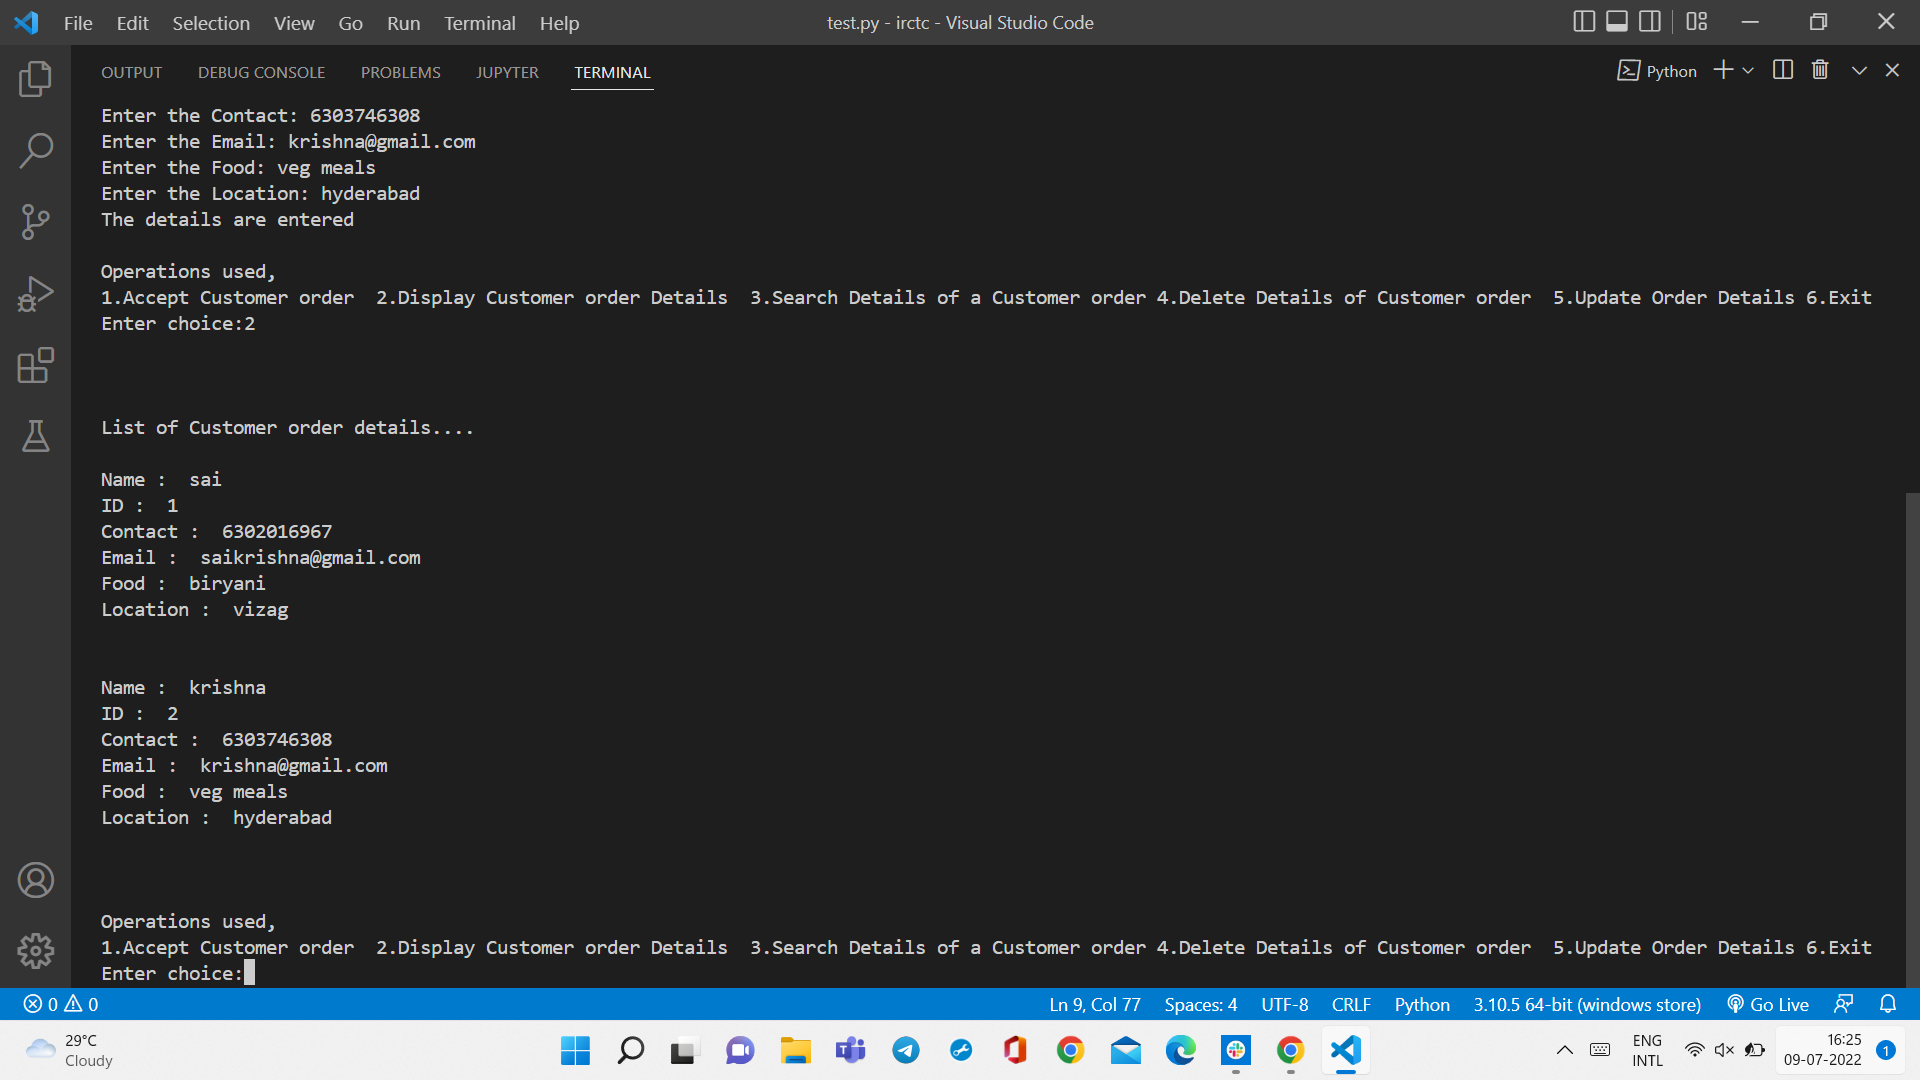 File Edit Selection View Go Run Terminal Help
test.py - irctc - Visual Studio Code
OUTPUT DEBUG CONSOLE PROBLEMS JUPYTER TERMINAL
Python
Enter the Contact: 6303746308
Enter the Email: krishna@gmail.com
Enter the Food: veg meals
Enter the Location: hyderabad
The details are entered
Operations used,
1.Accept Customer order  2.Display Customer order Details  3.Search Details of a Customer order 4.Delete Details of Customer order  5.Update Order Details 6.Exit
Enter choice:2
List of Customer order details....
Name :  sai
ID :  1
Contact :  6302016967
Email :  saikrishna@gmail.com
Food :  biryani
Location :  vizag
Name :  krishna
ID :  2
Contact :  6303746308
Email :  krishna@gmail.com
Food :  veg meals
Location :  hyderabad
Operations used,
1.Accept Customer order  2.Display Customer order Details  3.Search Details of a Customer order 4.Delete Details of Customer order  5.Update Order Details 6.Exit
Enter choice:
0 0
Ln 9, Col 77 Spaces: 4 UTF-8 CRLF Python 3.10.5 64-bit (windows store) Go Live
29°C
Cloudy
ENG
INTL
16:25
09-07-2022
1